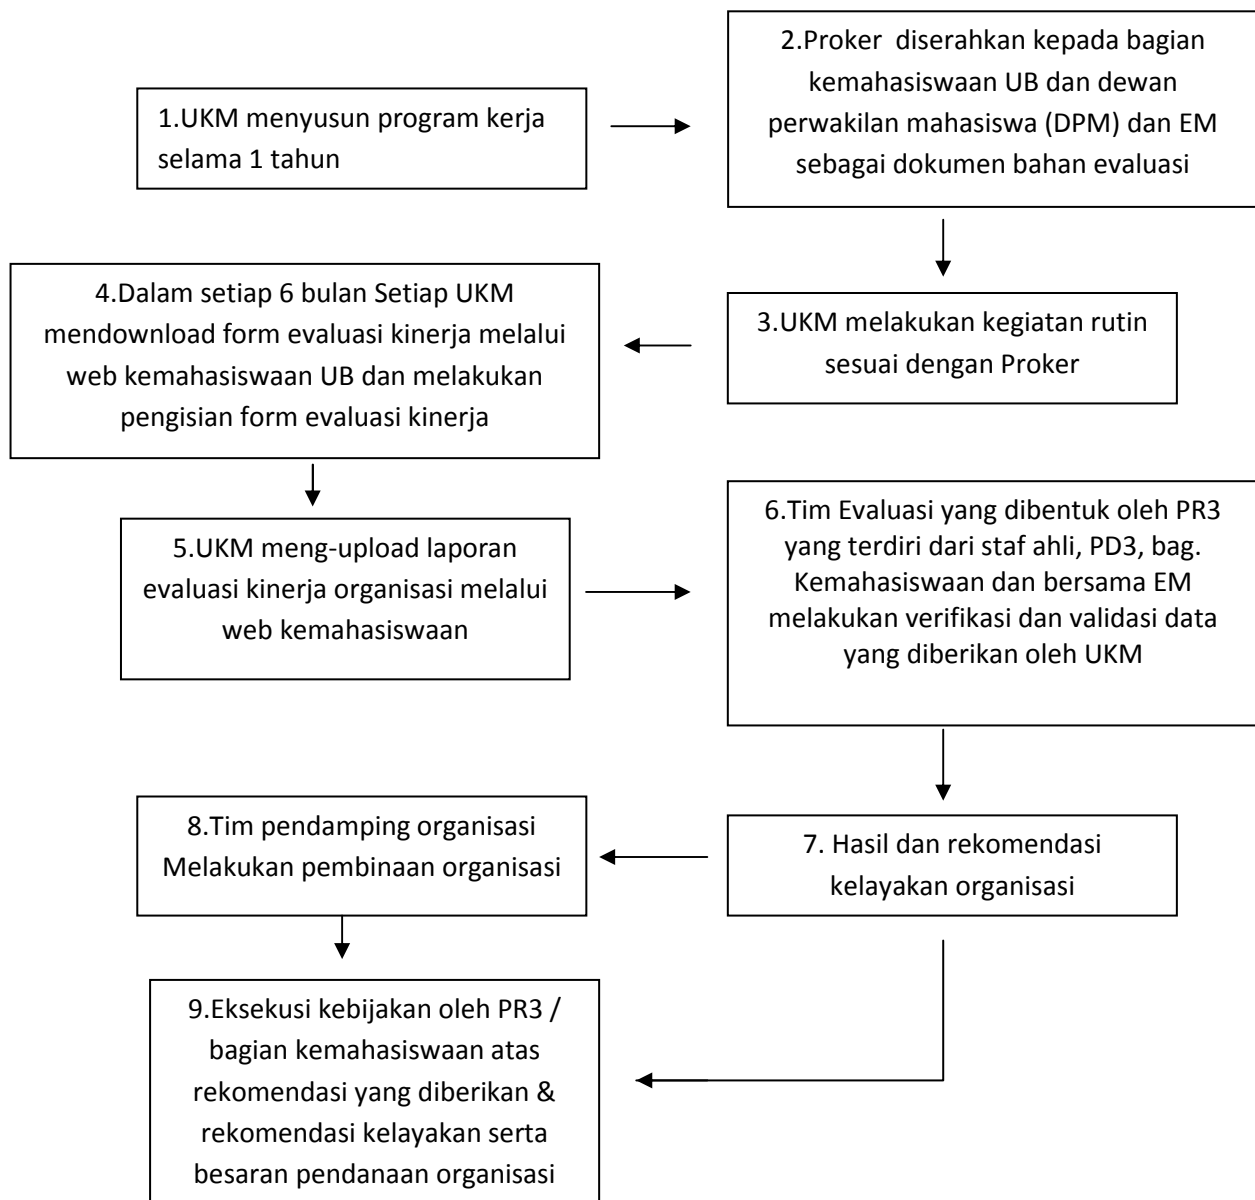 1.UKM menyusun program kerja
selama 1 tahun
2.Proker diserahkan kepada bagian
kemahasiswaan UB dan dewan
perwakilan mahasiswa (DPM) dan EM
sebagai dokumen bahan evaluasi
3.UKM melakukan kegiatan rutin
sesuai dengan Proker
4.Dalam setiap 6 bulan Setiap UKM
mendownload form evaluasi kinerja melalui
web kemahasiswaan UB dan melakukan
pengisian form evaluasi kinerja
5.UKM meng-upload laporan
evaluasi kinerja organisasi melalui
web kemahasiswaan
6.Tim Evaluasi yang dibentuk oleh PR3
yang terdiri dari staf ahli, PD3, bag.
Kemahasiswaan dan bersama EM
melakukan verifikasi dan validasi data
yang diberikan oleh UKM
7. Hasil dan rekomendasi
kelayakan organisasi
8.Tim pendamping organisasi
Melakukan pembinaan organisasi
9.Eksekusi kebijakan oleh PR3 /
bagian kemahasiswaan atas
rekomendasi yang diberikan &
rekomendasi kelayakan serta
besaran pendanaan organisasi